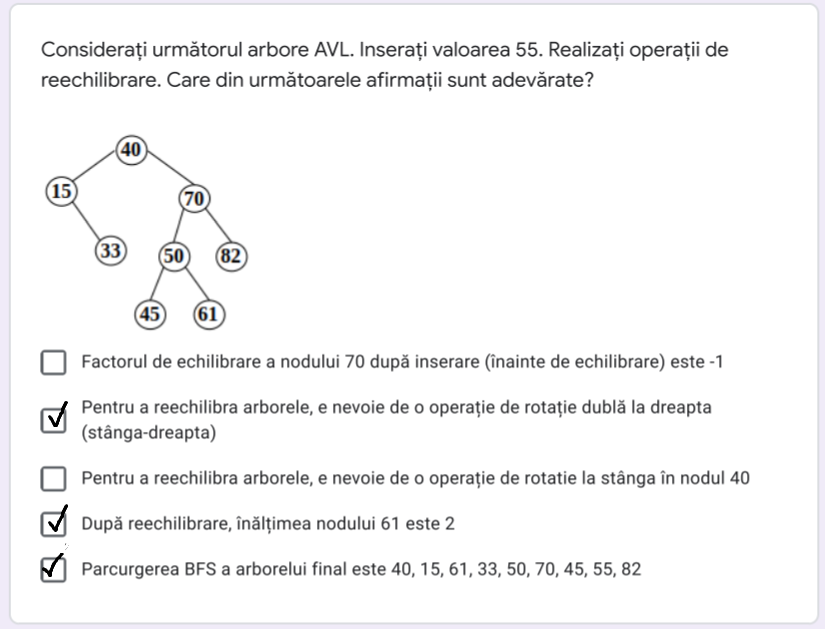 Considerați următorul arbore AVL. Inserați valoarea 55. Realizați operații de
reechilibrare. Care din următoarele afirmații sunt adevărate?
40
15
70
33
50
82
45
61
Factorul de echilibrare a nodului 70 după inserare (înainte de echilibrare) este -1
Pentru a reechilibra arborele, e nevoie de o operație de rotație dublă la dreapta
(stânga-dreapta)
Pentru a reechilibra arborele, e nevoie de o operație de rotatie la stânga în nodul 40
După reechilibrare, înălțimea nodului 61 este 2
Parcurgerea BFS a arborelui final este 40, 15, 61, 33, 50, 70, 45, 55, 82